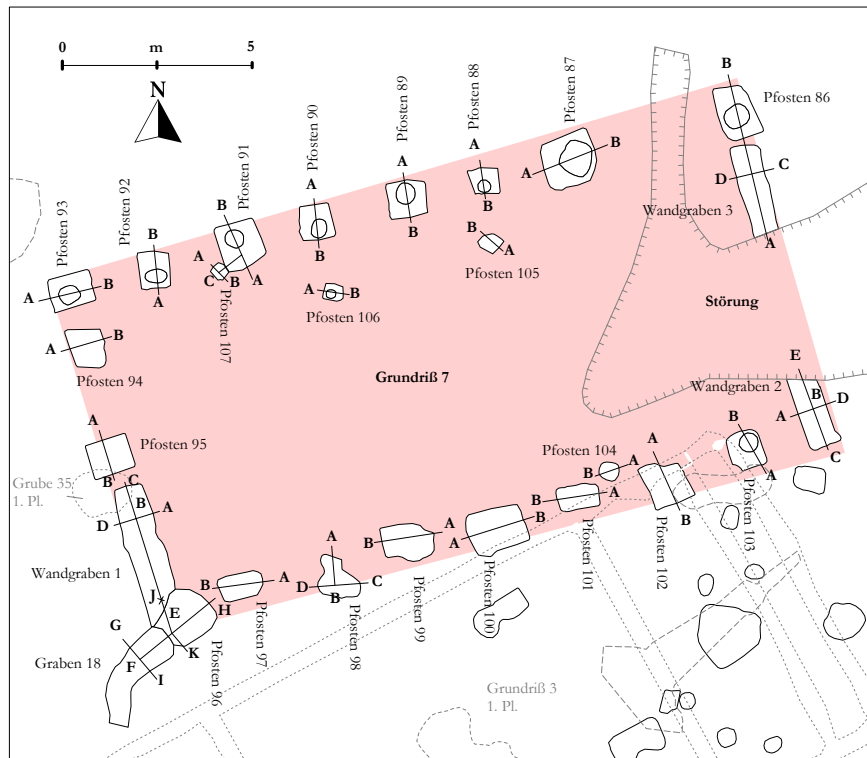 0 m 5
N
Pfosten 93
Pfosten 92
Pfosten 91
Pfosten 90
Pfosten 89
Pfosten 88
Pfosten 87
Pfosten 86
B
A
B
Wandgraben 3
D
C
A
A
B
A
B
A
B
A
B
B
A
B
A
A
B
B
A
Pfosten 105
A
C
B
Pfosten 107
A
B
Pfosten 106
Störung
A
B
Pfosten 94
Grundriß 7
Wandgraben 2
E
B
D
A
C
A
Pfosten 95
B
Grube 35
1. Pl.
C
B
D
A
Wandgraben 1
J
E
H
G
F
I
K
Graben 18
Pfosten 96
B
A
Pfosten 97
A
D
B
C
Pfosten 98
B
A
Pfosten 99
A
B
Pfosten 100
B
A
Pfosten 101
Pfosten 104
B
A
A
B
Pfosten 102
B
A
Pfosten 103
Grundriß 3
1. Pl.